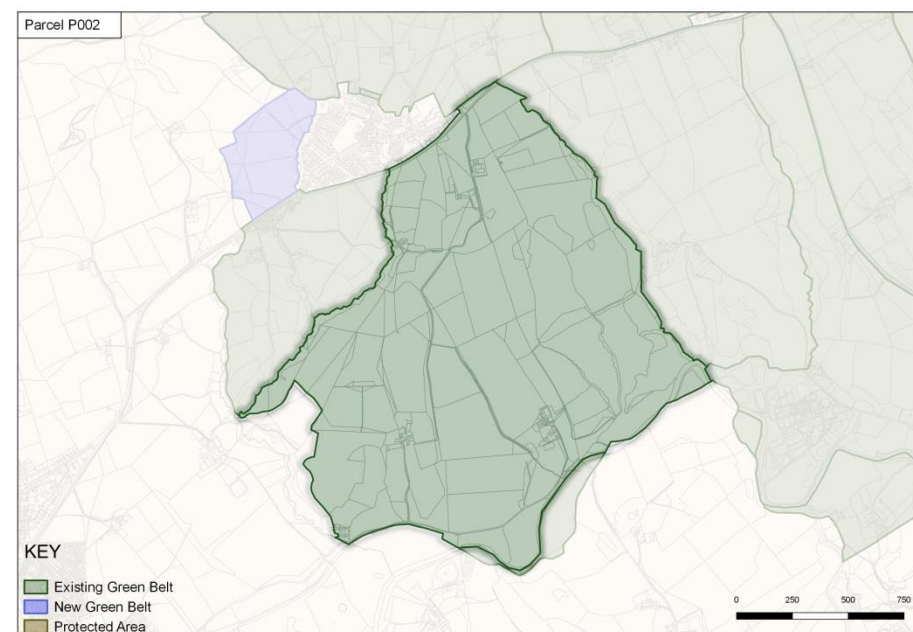 Parcel P002
KEY
Existing Green Belt
New Green Belt
Protected Area
0 250 500 750